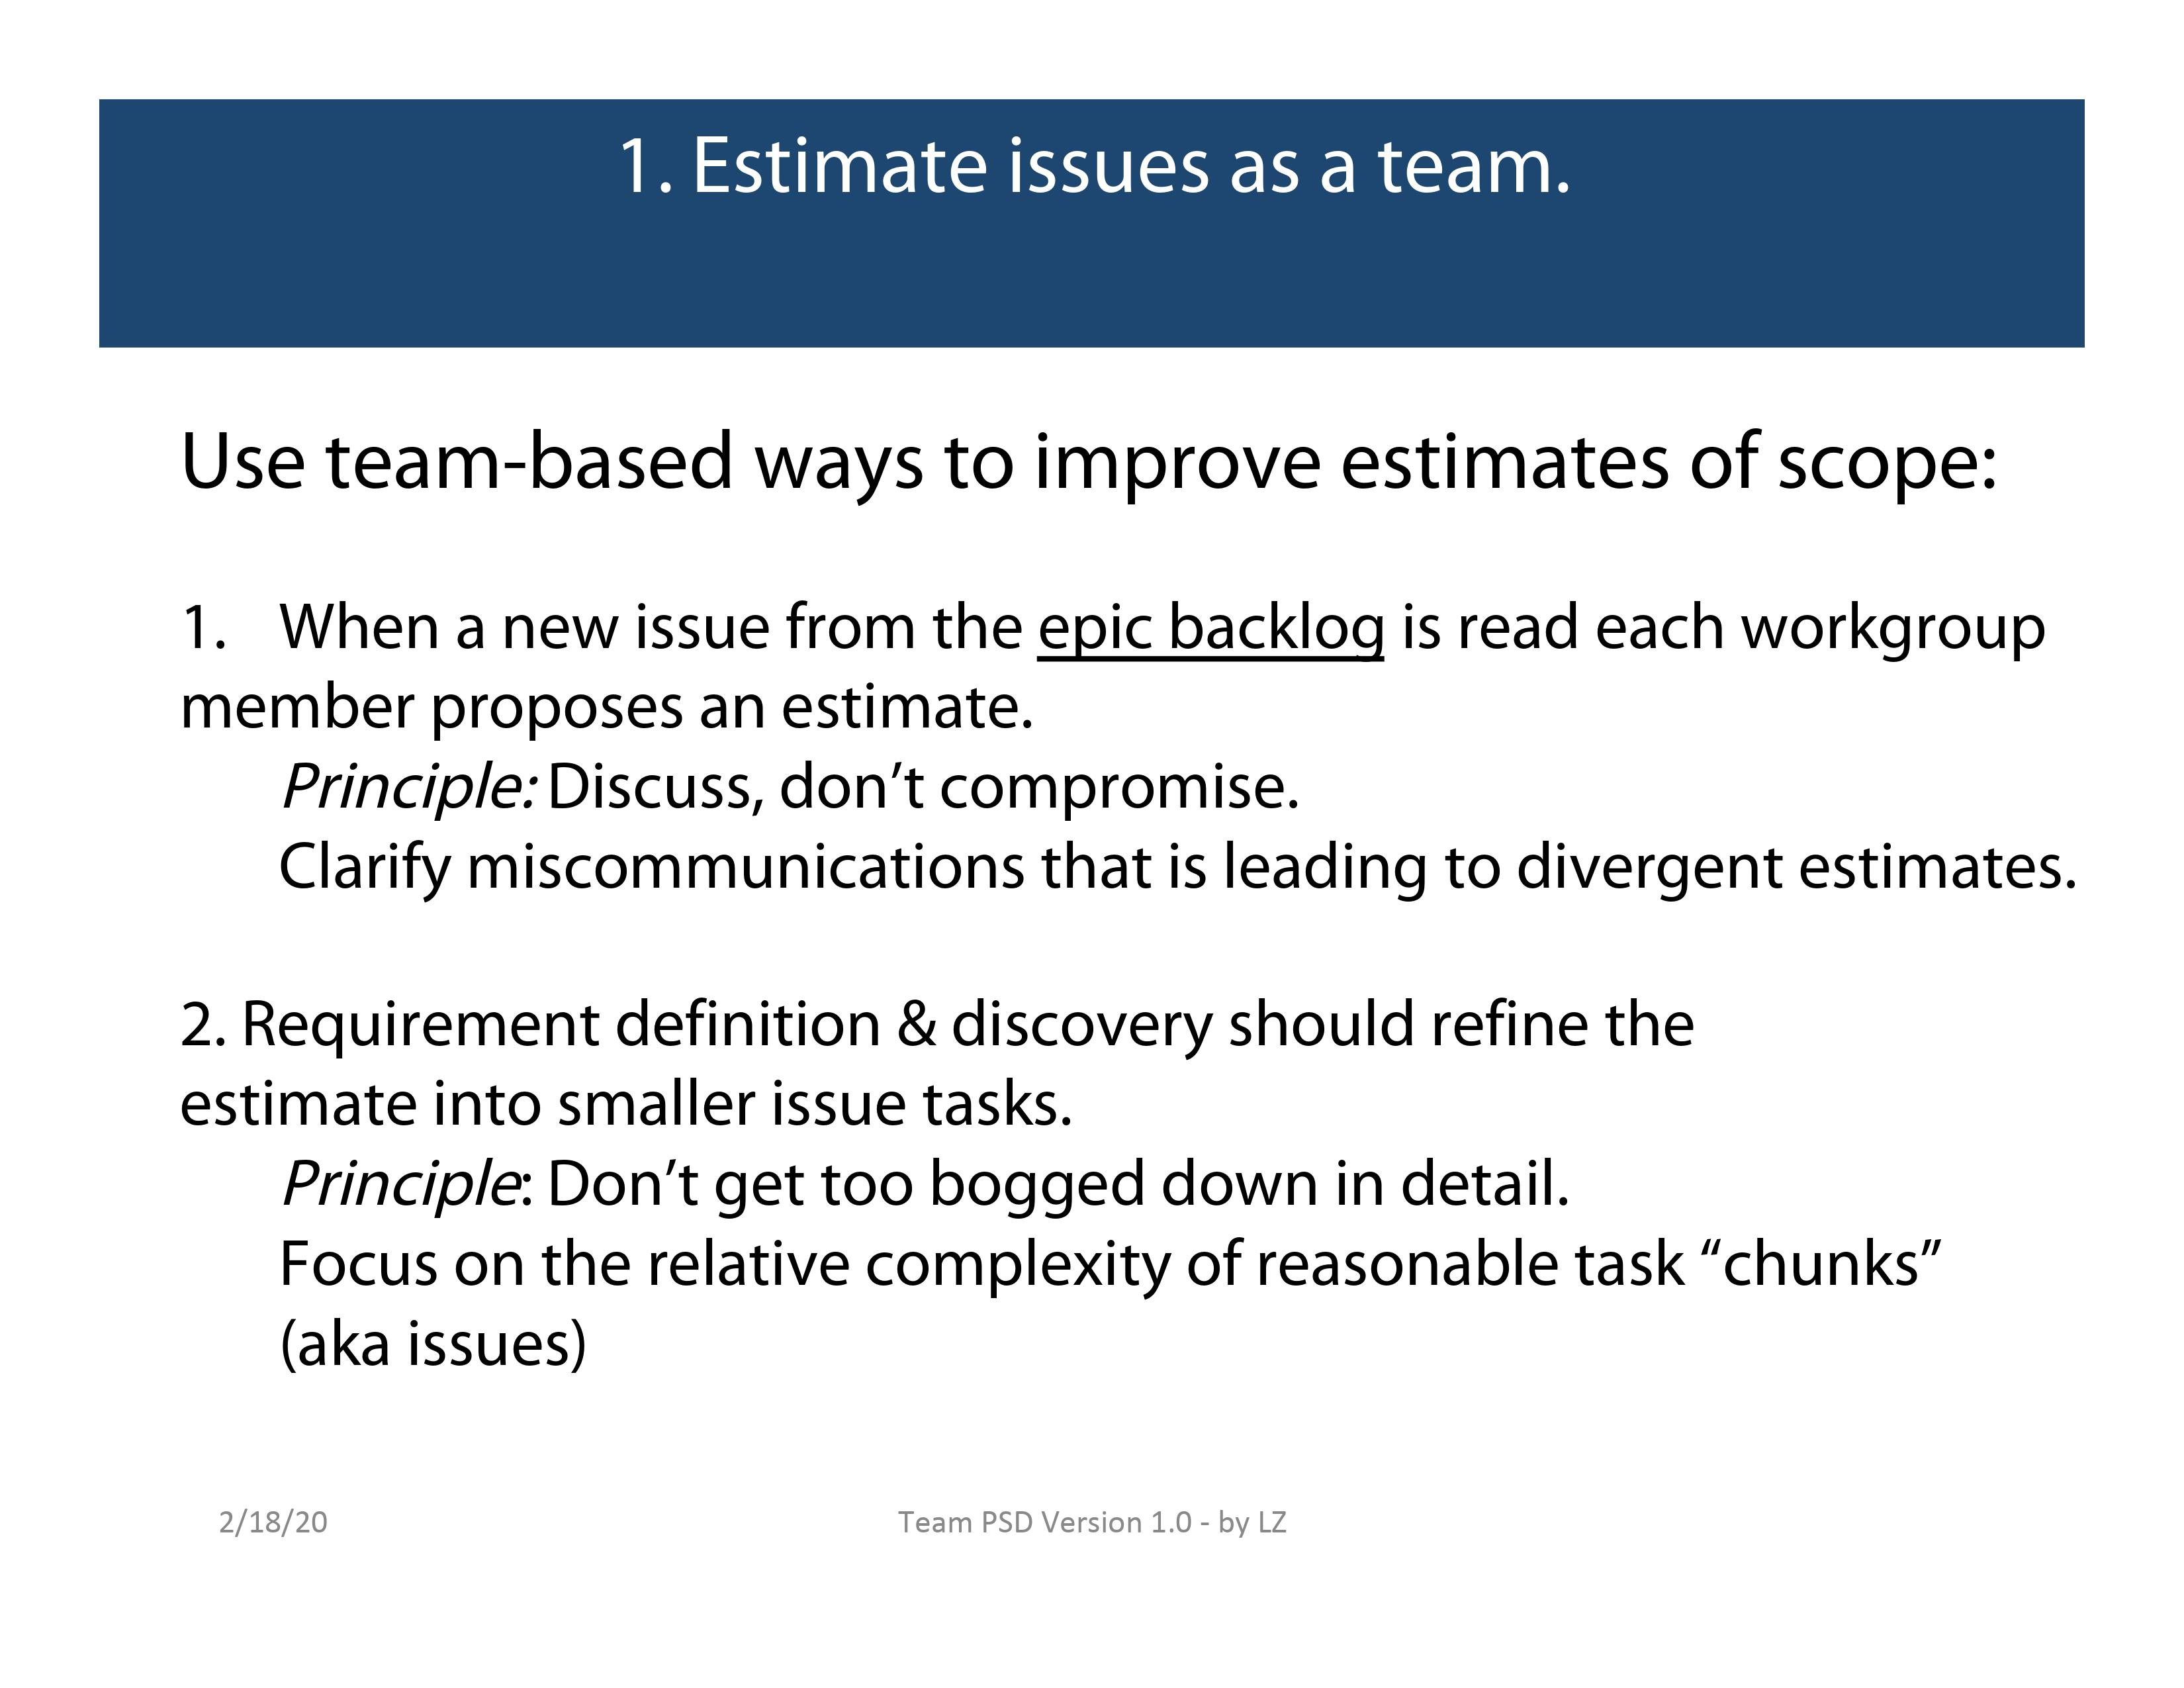 1. Estimate issues as a team.
Use team-based ways to improve estimates of scope:
1. When a new issue from the epic backlog is read each workgroup
member proposes an estimate.
Principle: Discuss, don’t compromise.
Clarify miscommunications that is leading to divergent estimates.
2. Requirement definition & discovery should refine the
estimate into smaller issue tasks.
Principle: Don’t get too bogged down in detail.
Focus on the relative complexity of reasonable task “chunks”
(aka issues)
2/18/20
Team PSD Version 1.0 - by LZ